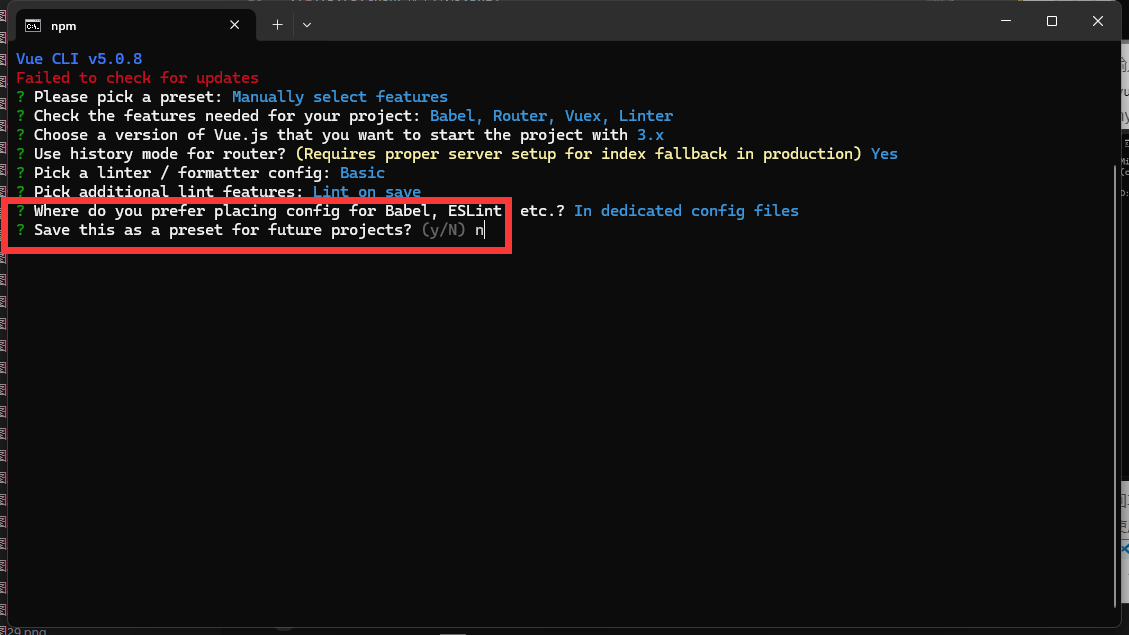 npm
Vue CLI v5.0.8
Failed to check for updates
? Please pick a preset: Manually select features
? Check the features needed for your project: Babel, Router, Vuex, Linter
? Choose a version of Vue.js that you want to start the project with 3.x
? Use history mode for router? (Requires proper server setup for index fallback in production) Yes
? Pick a linter / formatter config: Basic
? Pick additional lint features: Lint on save
? Where do you prefer placing config for Babel, ESLint etc.? In dedicated config files
? Save this as a preset for future projects? (y/N) n
29.png